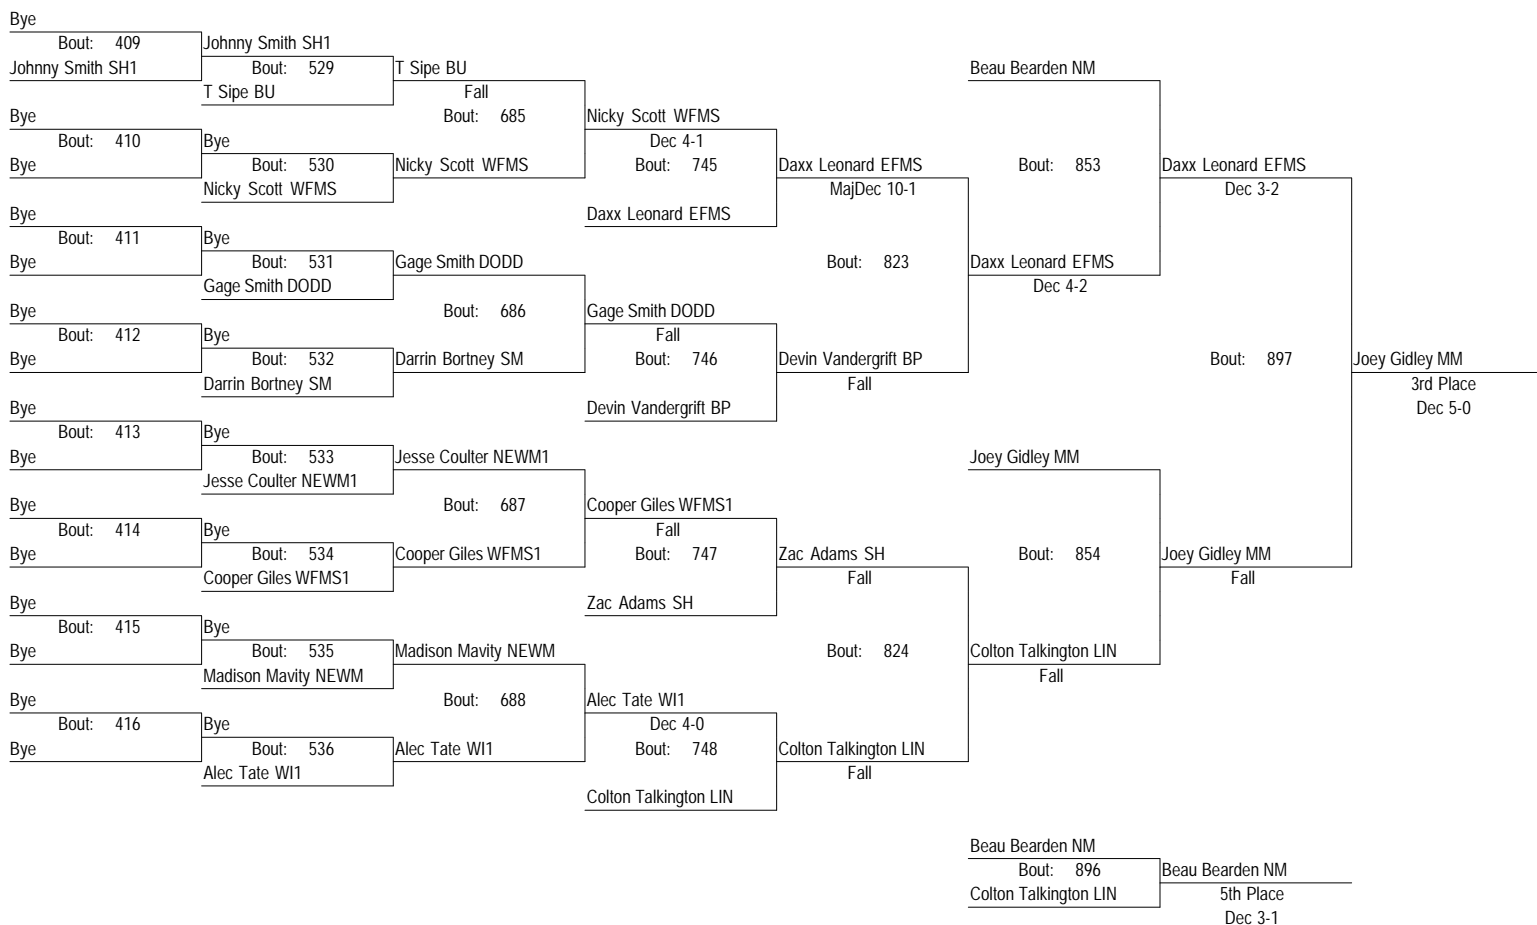 Bye
Bout: 409
Johnny Smith SH1
Johnny Smith SH1
Bout: 529
T Sipe BU
Beau Bearden NM
T Sipe BU
Fall
Bye
Bout: 685
Nicky Scott WFMS
Bout: 410
Bye
Dec 4-1
Bye
Bout: 530
Nicky Scott WFMS
Bout: 745
Daxx Leonard EFMS
Bout: 853
Daxx Leonard EFMS
Nicky Scott WFMS
MajDec 10-1
Dec 3-2
Bye
Daxx Leonard EFMS
Bout: 411
Bye
Bye
Bout: 531
Gage Smith DODD
Bout: 823
Daxx Leonard EFMS
Gage Smith DODD
Dec 4-2
Bye
Bout: 686
Gage Smith DODD
Bout: 412
Bye
Fall
Bye
Bout: 532
Darrin Bortney SM
Bout: 746
Devin Vandergrift BP
Bout: 897
Joey Gidley MM
Darrin Bortney SM
Fall
3rd Place
Bye
Devin Vandergrift BP
Dec 5-0
Bout: 413
Bye
Bye
Bout: 533
Jesse Coulter NEWM1
Joey Gidley MM
Jesse Coulter NEWM1
Bye
Bout: 687
Cooper Giles WFMS1
Bout: 414
Bye
Fall
Bye
Bout: 534
Cooper Giles WFMS1
Bout: 747
Zac Adams SH
Bout: 854
Joey Gidley MM
Cooper Giles WFMS1
Fall
Fall
Bye
Zac Adams SH
Bout: 415
Bye
Bye
Bout: 535
Madison Mavity NEWM
Bout: 824
Colton Talkington LIN
Madison Mavity NEWM
Fall
Bye
Bout: 688
Alec Tate WI1
Bout: 416
Bye
Dec 4-0
Bye
Bout: 536
Alec Tate WI1
Bout: 748
Colton Talkington LIN
Alec Tate WI1
Fall
Colton Talkington LIN
Beau Bearden NM
Bout: 896
Beau Bearden NM
Colton Talkington LIN
5th Place
Dec 3-1